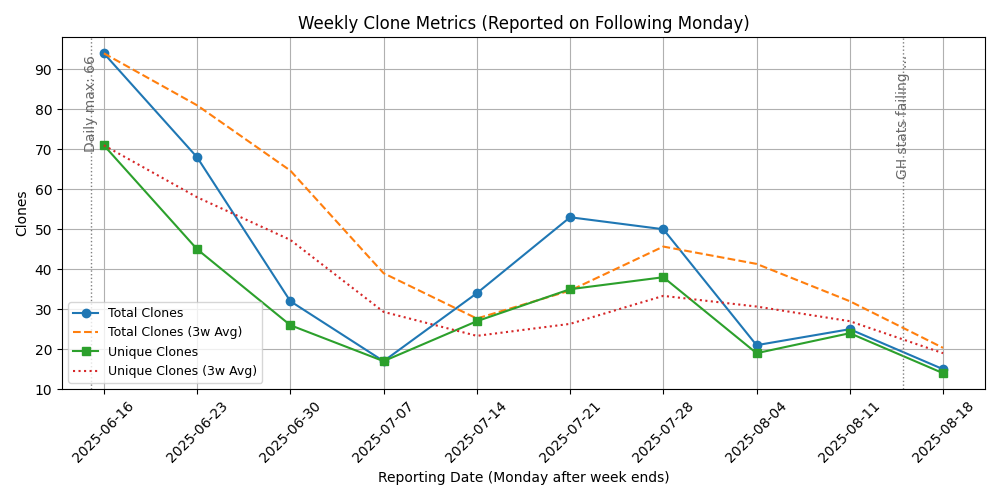 Weekly Clone Metrics (Reported on Following Monday)
Clones
90
80
70
60
50
40
30
20
10
Daily max: 66
GH stats failing ...
Total Clones
Total Clones (3w Avg)
Unique Clones
Unique Clones (3w Avg)
2025-06-16
2025-06-23
2025-06-30
2025-07-07
2025-07-14
2025-07-21
2025-07-28
2025-08-04
2025-08-11
2025-08-18
Reporting Date (Monday after week ends)